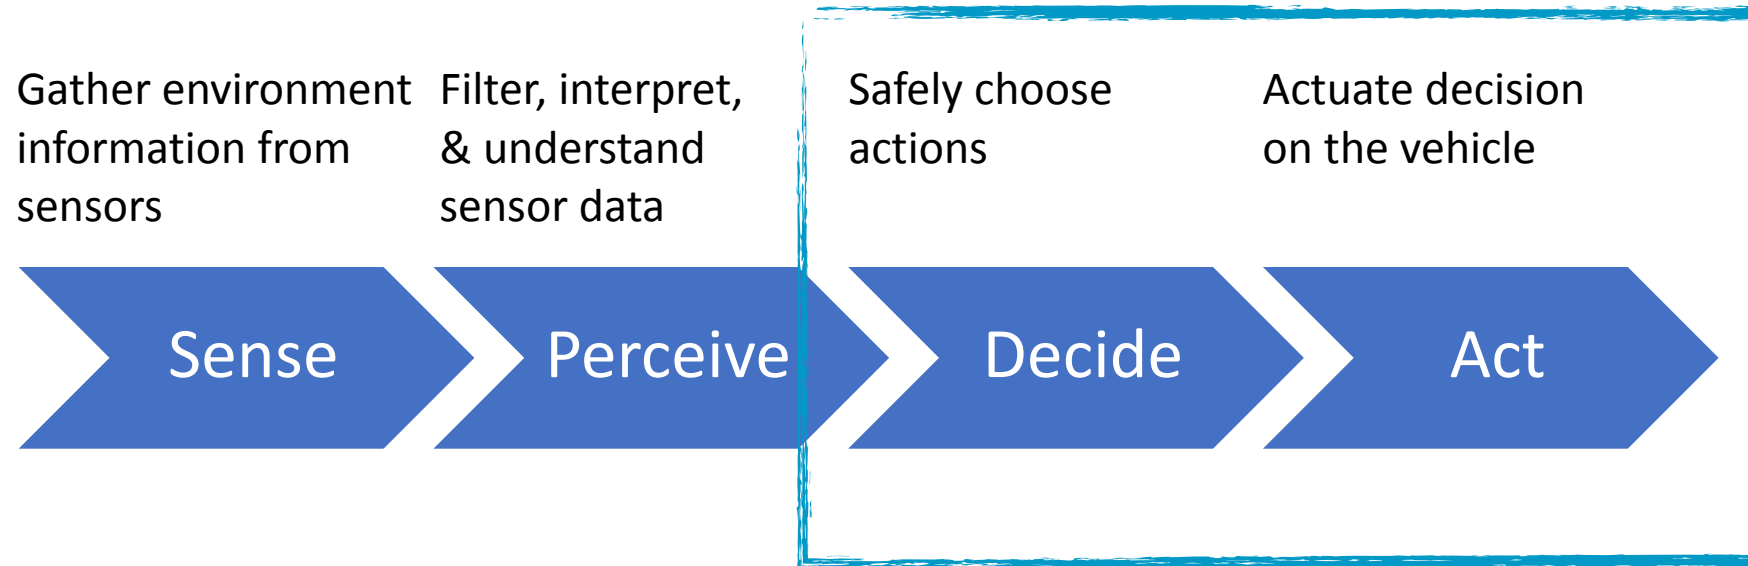 Gather environment
information from
sensors
Filter, interpret,
& understand
sensor data
Safely choose
actions
Actuate decision
on the vehicle
Sense
Perceive
Decide
Act